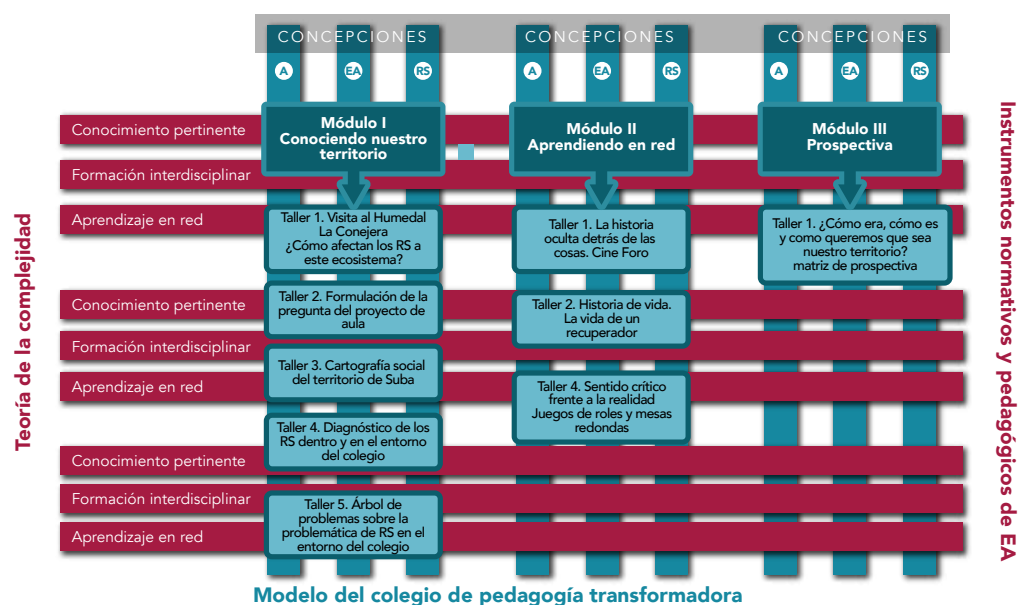 CONCEPCIONES
CONCEPCIONES
CONCEPCIONES
A
EA
RS
A
EA
RS
A
EA
RS
Teoría de la complejidad
Conocimiento pertinente
Formación interdisciplinar
Aprendizaje en red
Conocimiento pertinente
Formación interdisciplinar
Aprendizaje en red
Conocimiento pertinente
Formación interdisciplinar
Aprendizaje en red
Módulo I
Conociendo nuestro
territorio
Taller 1. Visita al Humedal
La Conejera
¿Cómo afectan los RS a
este ecosistema?
Taller 2. Formulación de la
pregunta del proyecto de
aula
Taller 3. Cartografía social
del territorio de Suba
Taller 4. Diagnóstico de los
RS dentro y en el entorno
del colegio
Taller 5. Árbol de
problemas sobre la
problemática de RS en el
entorno del colegio
Módulo II
Aprendiendo en red
Taller 1. La historia
oculta detrás de las
cosas. Cine Foro
Taller 2. Historia de vida.
La vida de un
recuperador
Taller 4. Sentido crítico
frente a la realidad
Juegos de roles y mesas
redondas
Módulo III
Prospectiva
Taller 1. ¿Cómo era, cómo es
y como queremos que sea
nuestro territorio?
matriz de prospectiva
Instrumentos normativos y pedagógicos de EA
Modelo del colegio de pedagogía transformadora